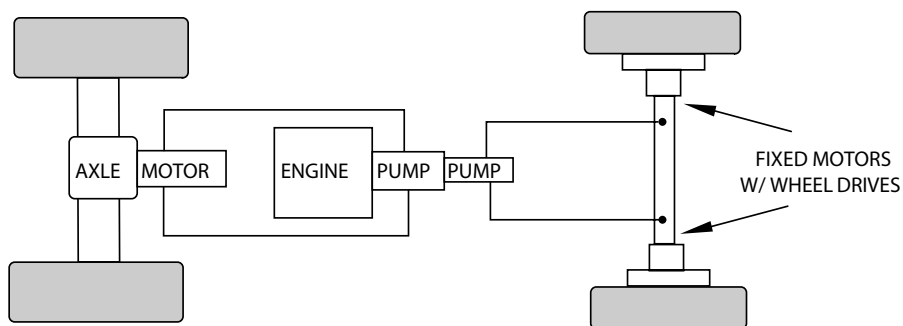 AXLE
MOTOR
ENGINE
PUMP
PUMP
FIXED MOTORS
W/ WHEEL DRIVES